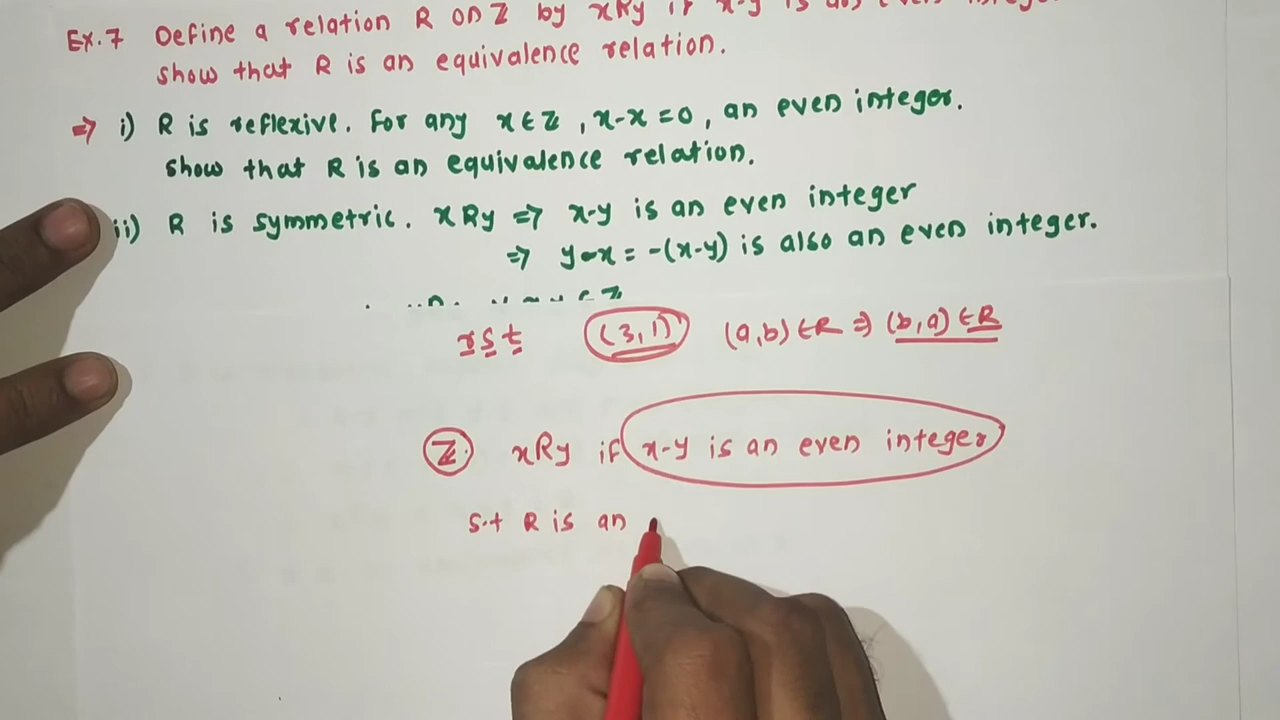 Ex.7 Define a relation R on Z by xRy if x-y is an even integer
show that R is an equivalence relation.
⇒ i) R is reflexive. For any x∈Z, x-x=0, an even integer.
show that R is an equivalence relation.
ii) R is symmetric. xRy ⇒ x-y is an even integer
⇒ y-x = -(x-y) is also an even integer.
r s t (3,1) (a,b)∈R ⇒ (b,a)∈R
Z. xRy if x-y is an even integer
s.t R is an